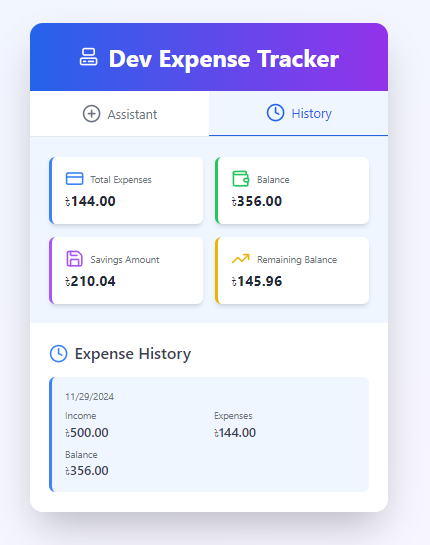 Dev Expense Tracker
Assistant
History
Total Expenses
৳144.00
Balance
৳356.00
Savings Amount
৳210.04
Remaining Balance
৳145.96
Expense History
11/29/2024
Income
Expenses
৳500.00
৳144.00
Balance
৳356.00